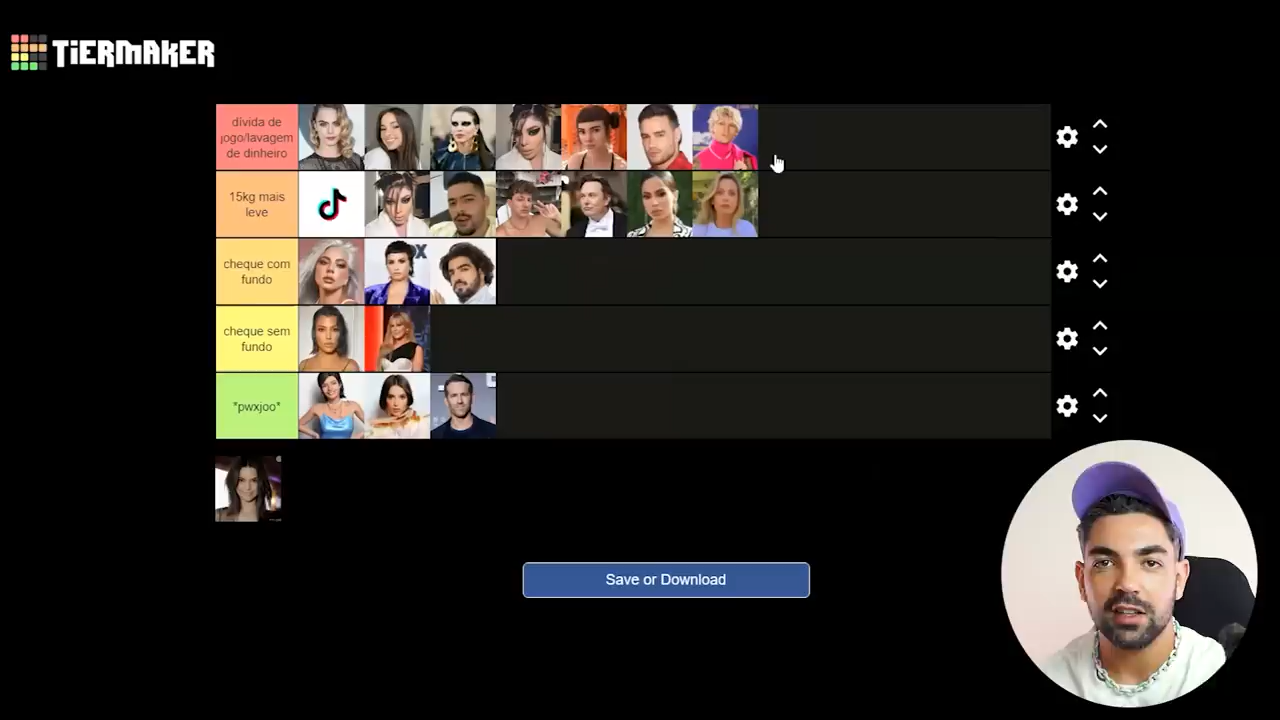 TiERMAKER
dívida de
jogo/lavagem
de dinheiro
15kg mais
leve
cheque com
fundo
cheque sem
fundo
*pwxjoo*
Save or Download